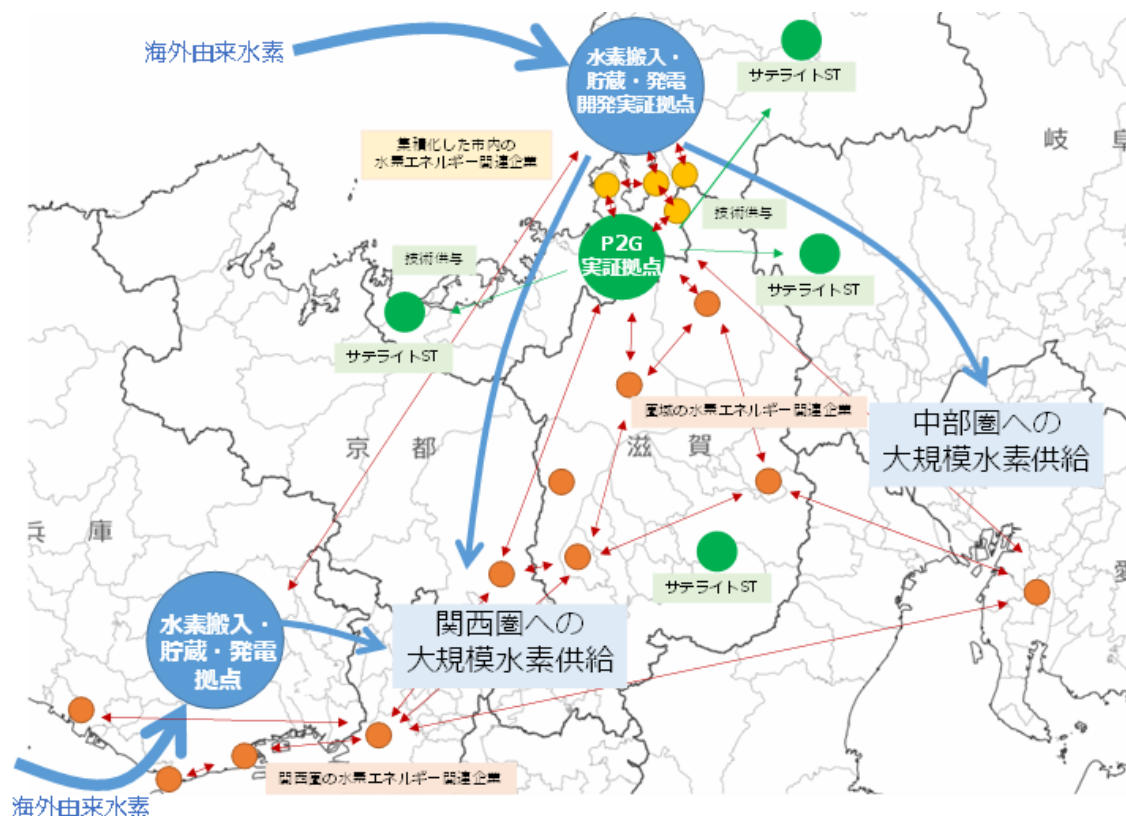 海外由来水素
水素搬入・
貯蔵・発電
開発実証拠点
サテライトST
岐阜
集積化した市内の
水素エネルギー関連企業
技術供与
P2G
実証拠点
技術供与
サテライトST
サテライトST
圏域の水素エネルギー関連企業
中部圏への
大規模水素供給
京都
滋賀
兵庫
愛
サテライトST
水素搬入・
貯蔵・発電
拠点
関西圏への
大規模水素供給
関西圏の水素エネルギー関連企業
海外由来水素